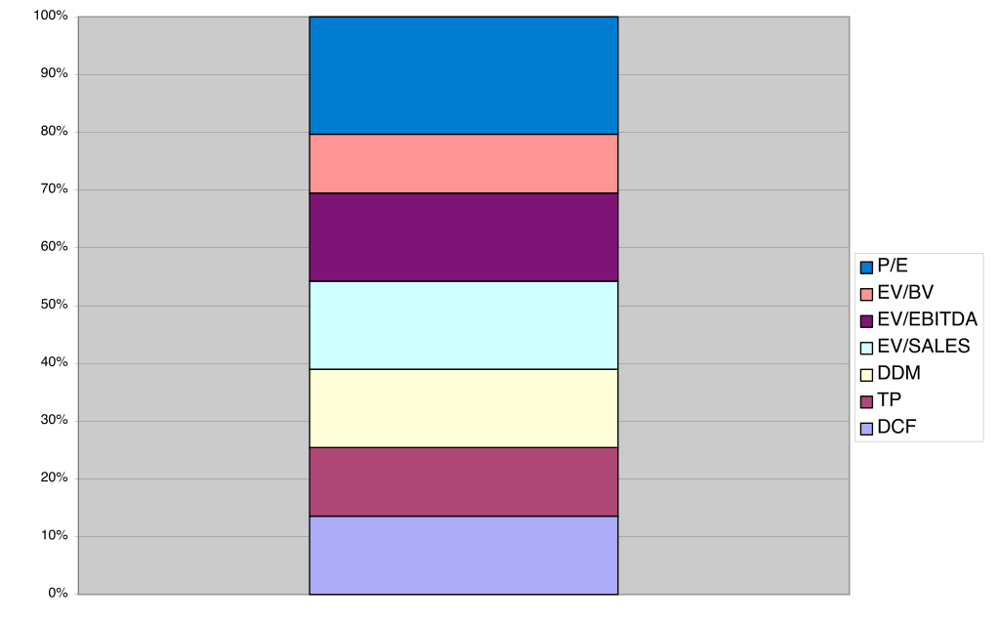 100%
90%
80%
70%
60%
50%
40%
30%
20%
10%
0%
P/E
EV/BV
EV/EBITDA
EV/SALES
DDM
TP
DCF